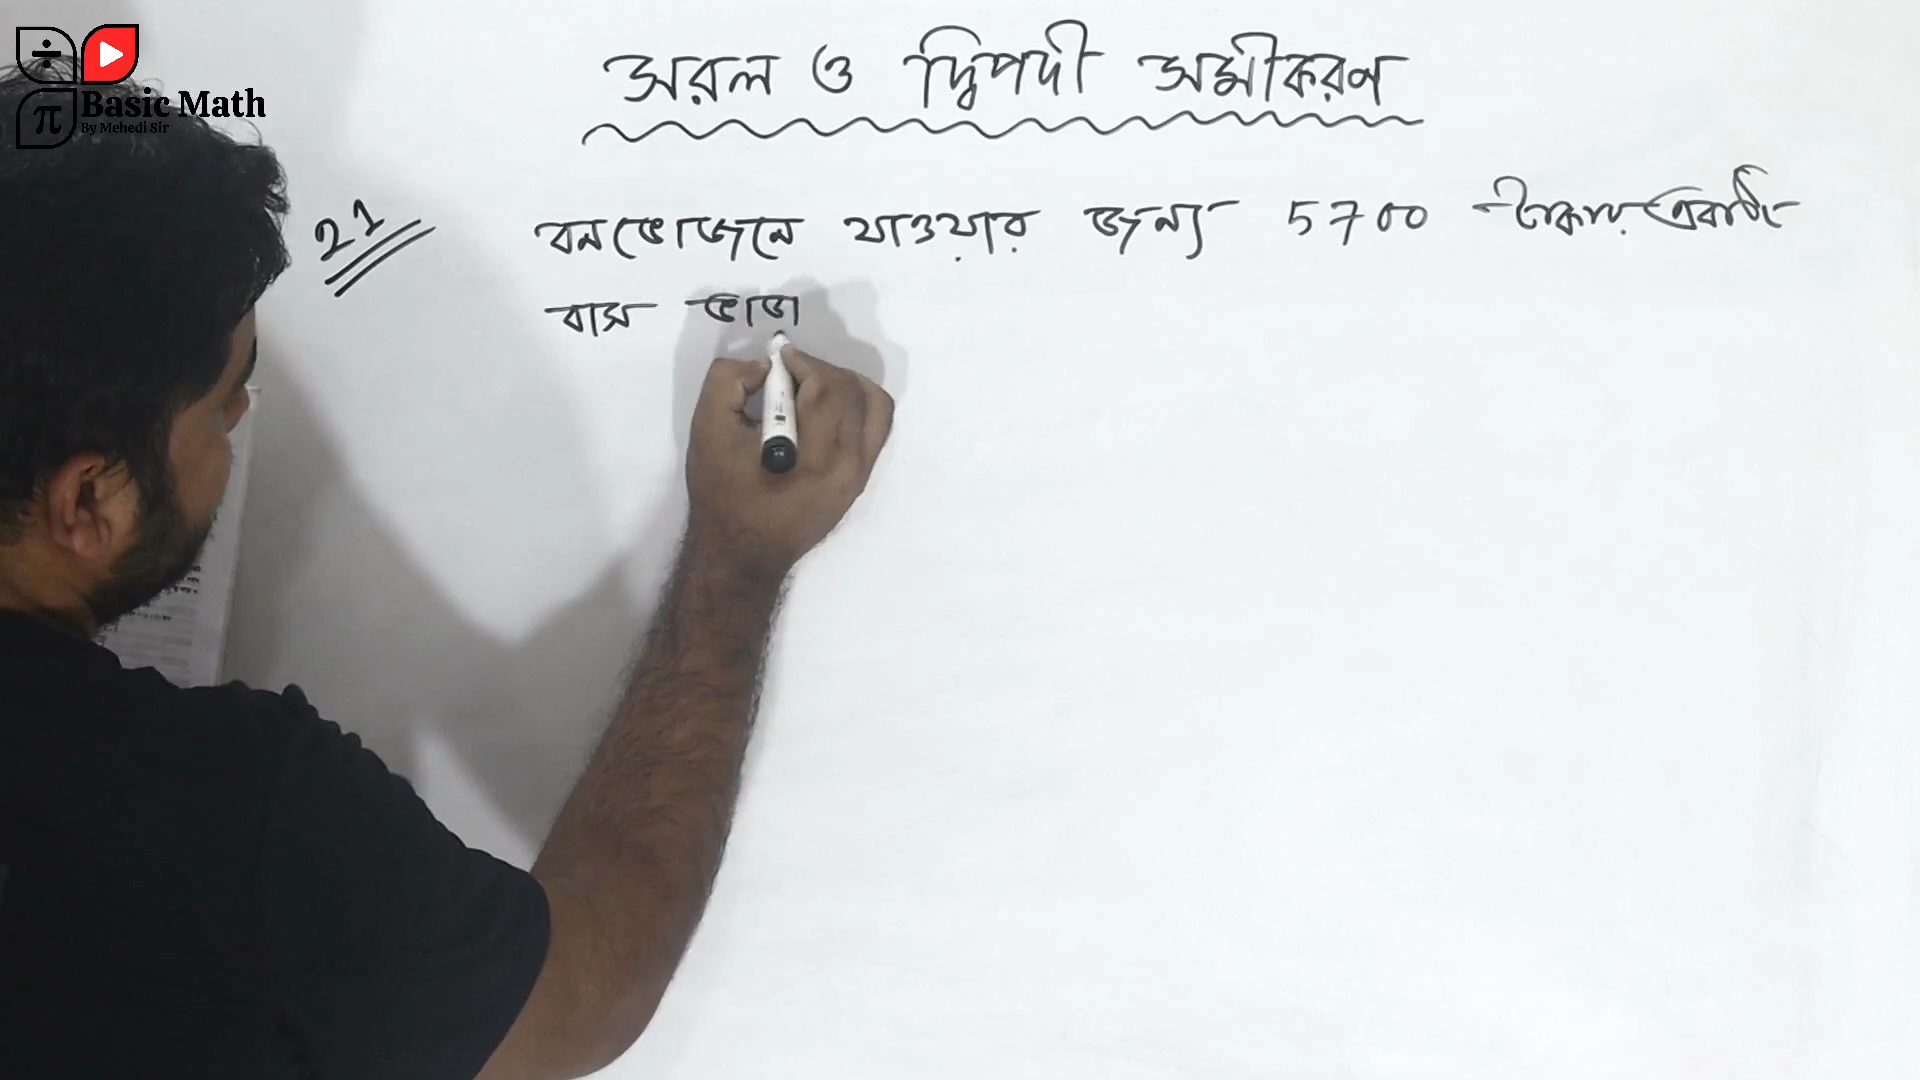 Basic Math
By Mehedi Sir
সরল ও দ্বিপদী সমীকরণ
21 বনভোজনে যাওয়ার জন্য 5700 টাকায় একটি
বাস ভাড